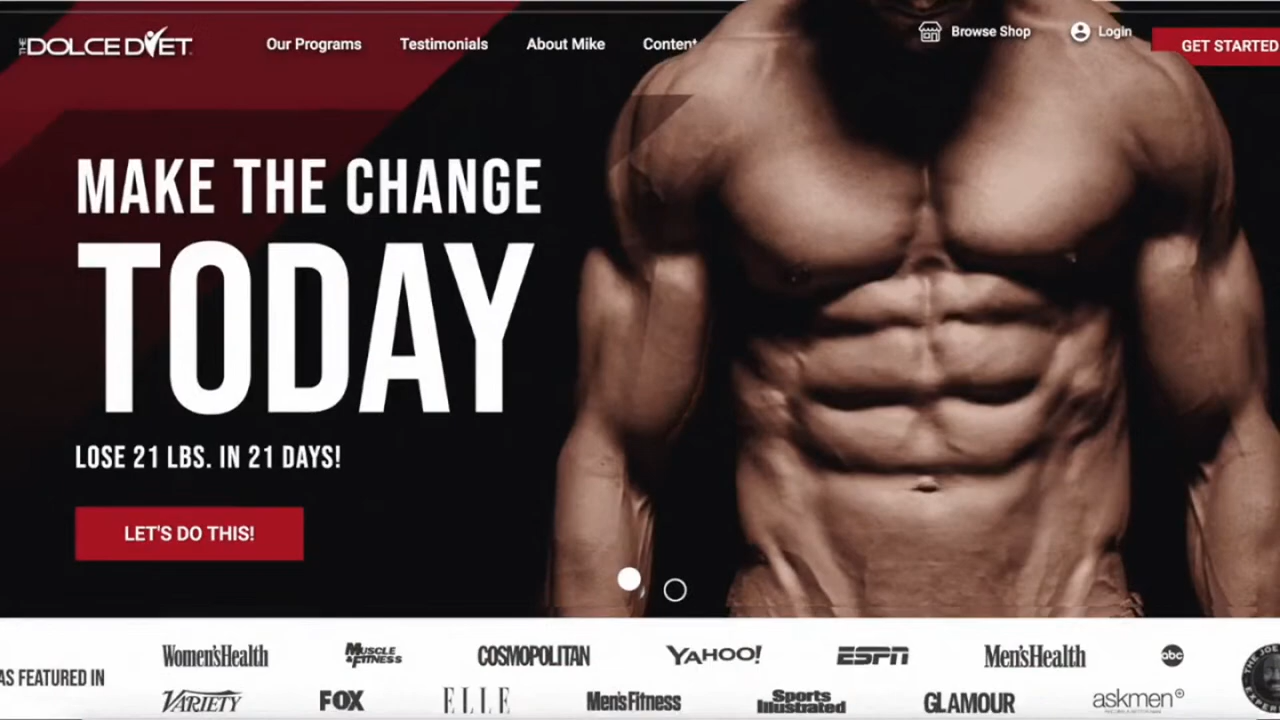 THE DOLCE DIET
Our Programs Testimonials About Mike Content Browse Shop Login GET STARTED
MAKE THE CHANGE
TODAY
LOSE 21 LBS. IN 21 DAYS!
LET'S DO THIS!
AS FEATURED IN
Women'sHealth MUSCLE &FITNESS COSMOPOLITAN YAHOO! ESPN Men'sHealth abc
VARIETY FOX ELLE Men'sFitness Sports Illustrated GLAMOUR askmen
THE JOE